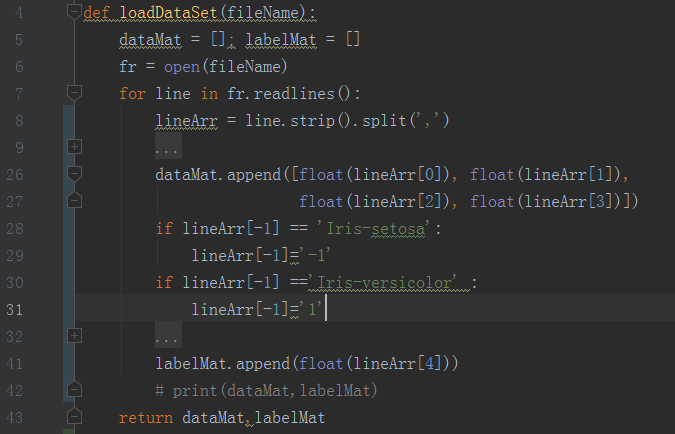 4 def loadDataSet(fileName):
5     dataMat = []; labelMat = []
6     fr = open(fileName)
7     for line in fr.readlines():
8         lineArr = line.strip().split(',')
9         ...
26         dataMat.append([float(lineArr[0]), float(lineArr[1]),
27                         float(lineArr[2]), float(lineArr[3])])
28         if lineArr[-1] == 'Iris-setosa':
29             lineArr[-1]='-1'
30         if lineArr[-1] =='Iris-versicolor' :
31             lineArr[-1]='1'
32         ...
41         labelMat.append(float(lineArr[4]))
42         # print(dataMat,labelMat)
43     return dataMat,labelMat